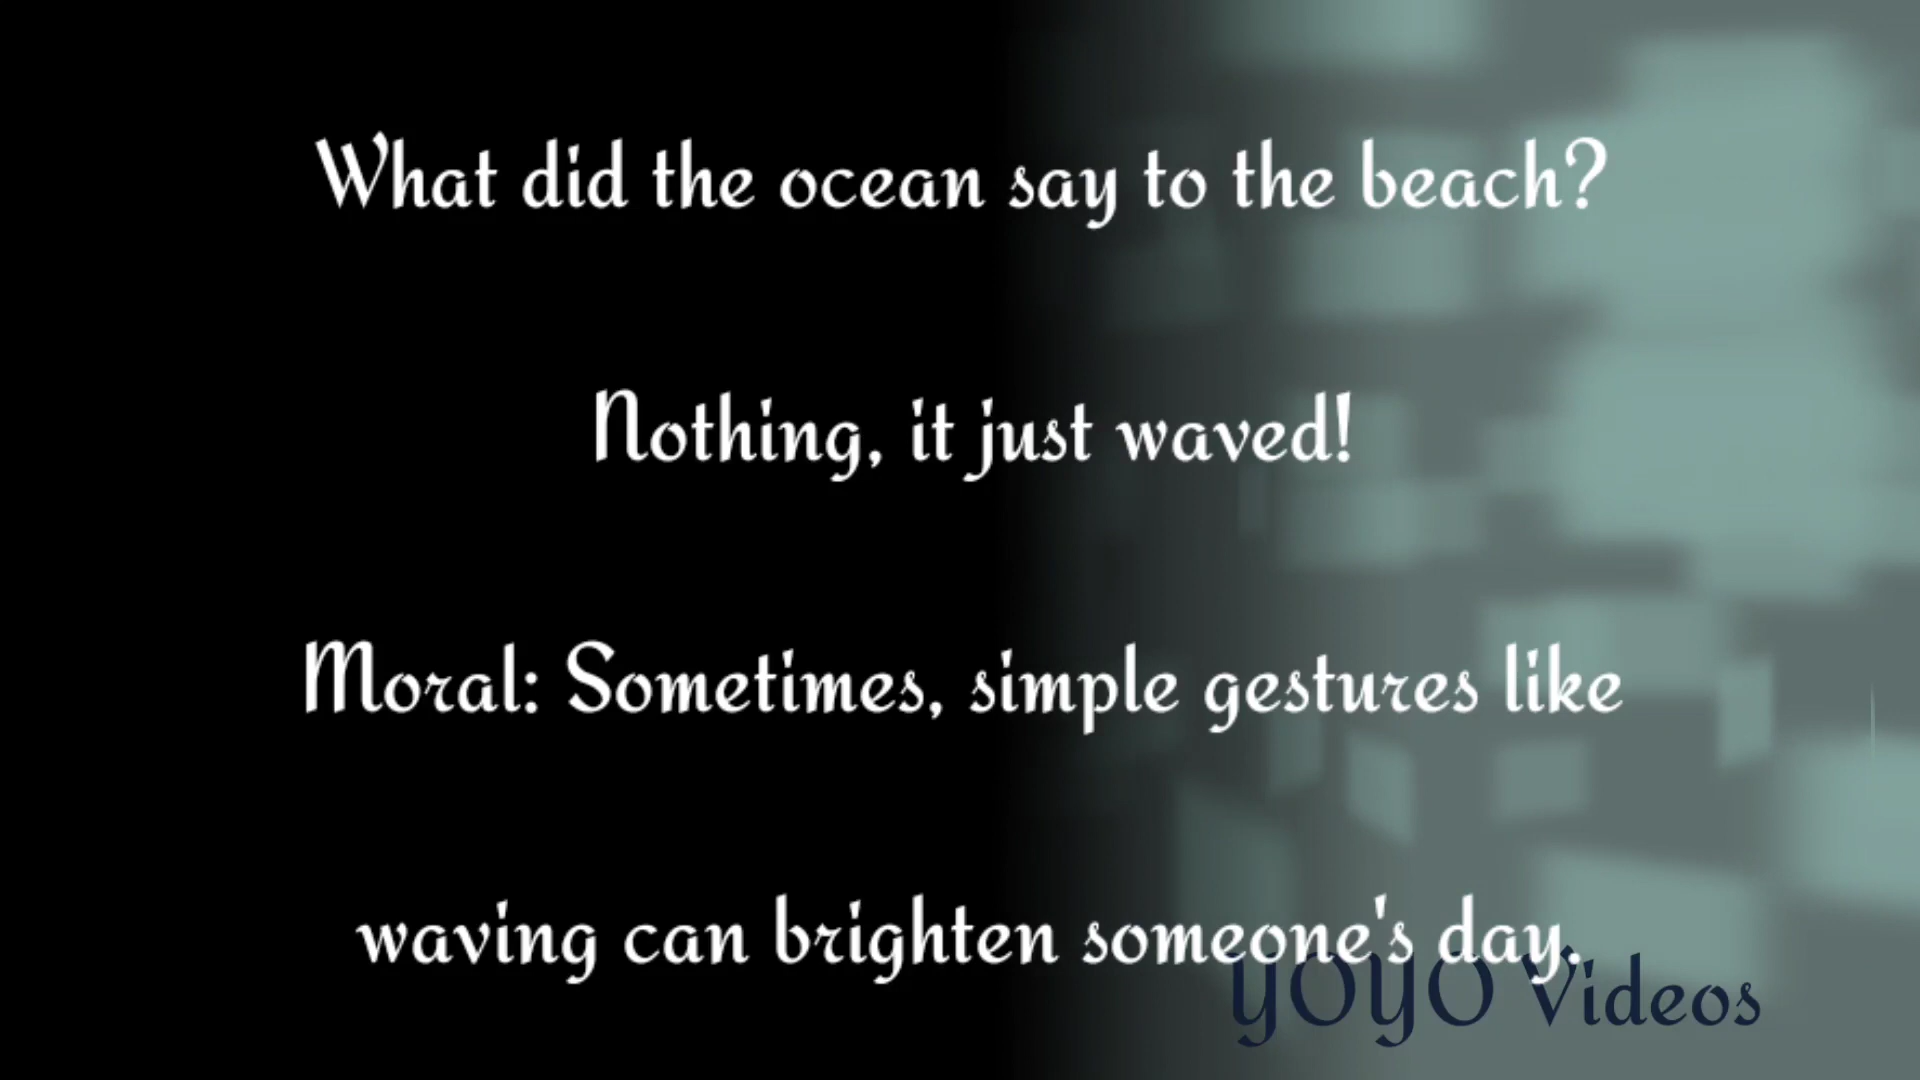 What did the ocean say to the beach?
Nothing, it just waved!
Moral: Sometimes, simple gestures like
waving can brighten someone's day.
YOYO Videos